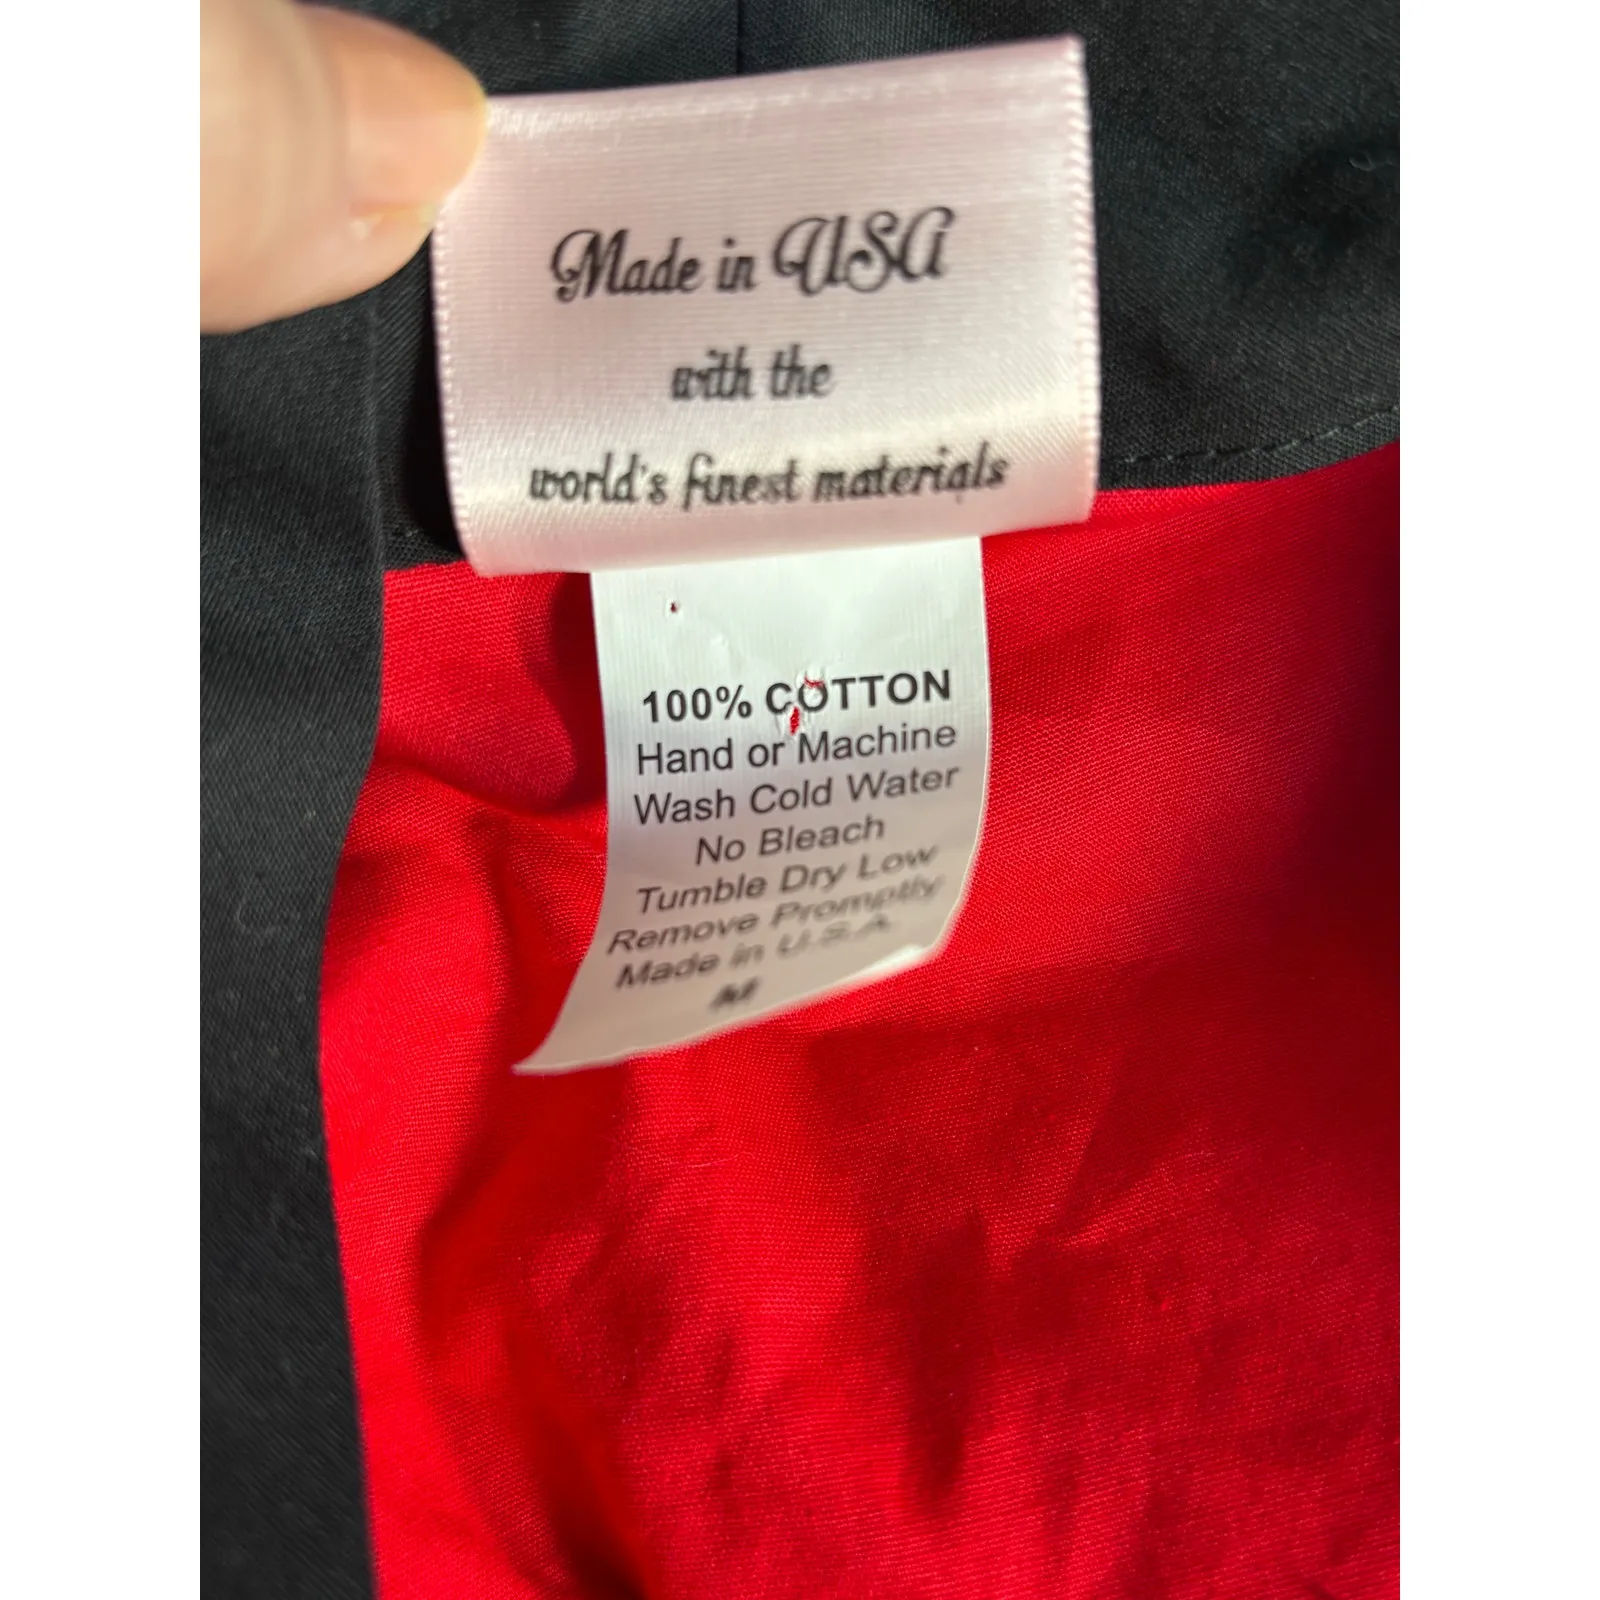 Made in USA
with the
world's finest materials
100% COTTON
Hand or Machine
Wash Cold Water
No Bleach
Tumble Dry Low
Remove Promptly
Made in U.S.A.
M